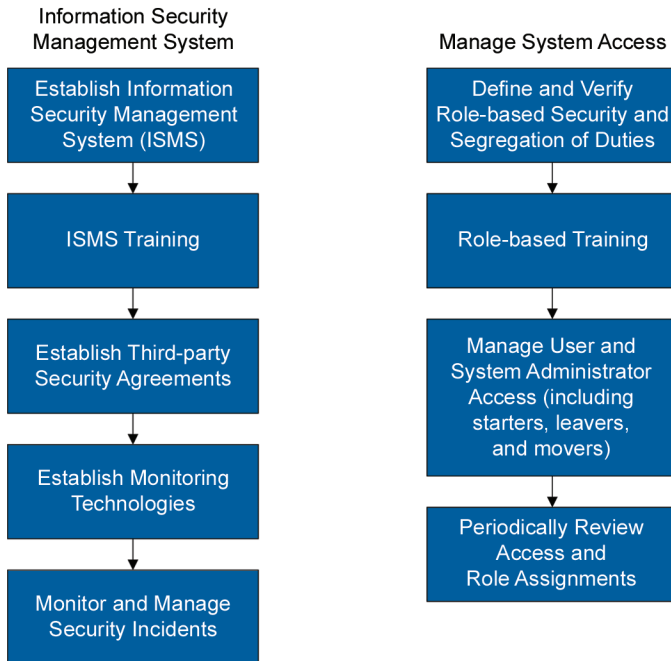 Information Security
Management System
Establish Information
Security Management
System (ISMS)
ISMS Training
Establish Third-party
Security Agreements
Establish Monitoring
Technologies
Monitor and Manage
Security Incidents
Manage System Access
Define and Verify
Role-based Security and
Segregation of Duties
Role-based Training
Manage User and
System Administrator
Access (including
starters, leavers,
and movers)
Periodically Review
Access and
Role Assignments